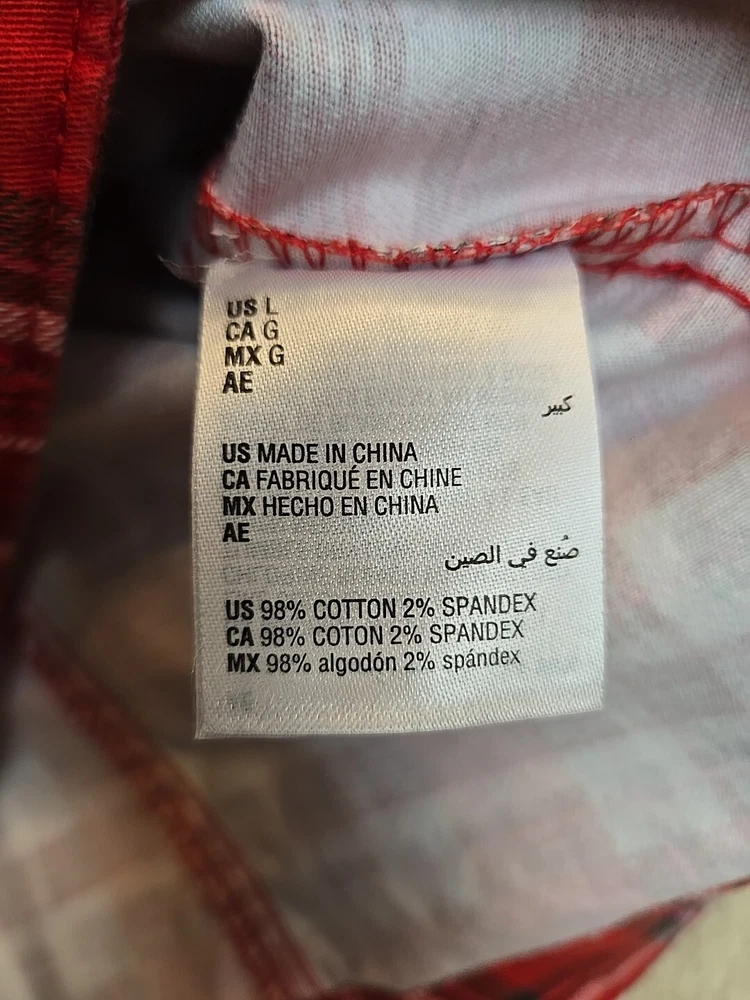 US L
CA G
MX G
AE
كبير
US MADE IN CHINA
CA FABRIQUÉ EN CHINE
MX HECHO EN CHINA
AE
صُنع في الصين
US 98% COTTON 2% SPANDEX
CA 98% COTON 2% SPANDEX
MX 98% algodón 2% spándex